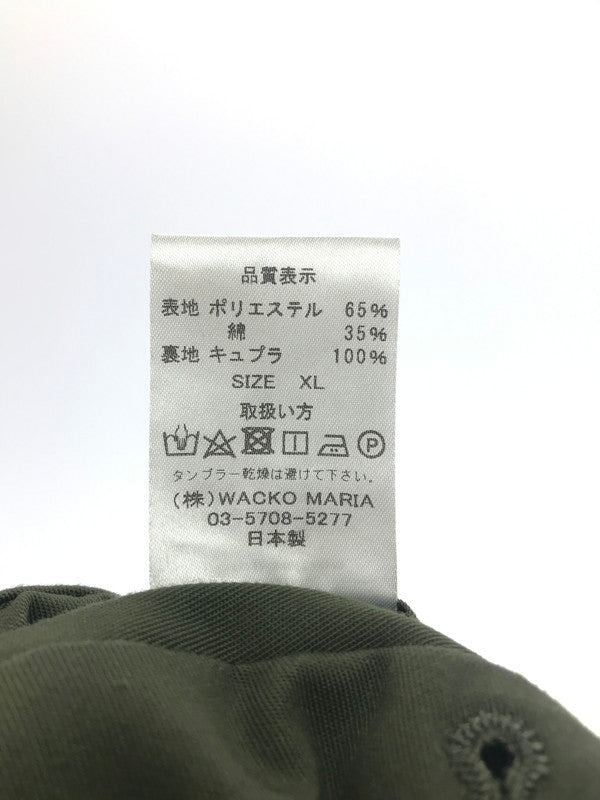 品質表示
表地 ポリエステル 65%
綿 35%
裏地 キュプラ 100%
SIZE XL
取扱い方
P
タンブラー乾燥は避けて下さい。
(株)WACKO MARIA
03-5708-5277
日本製